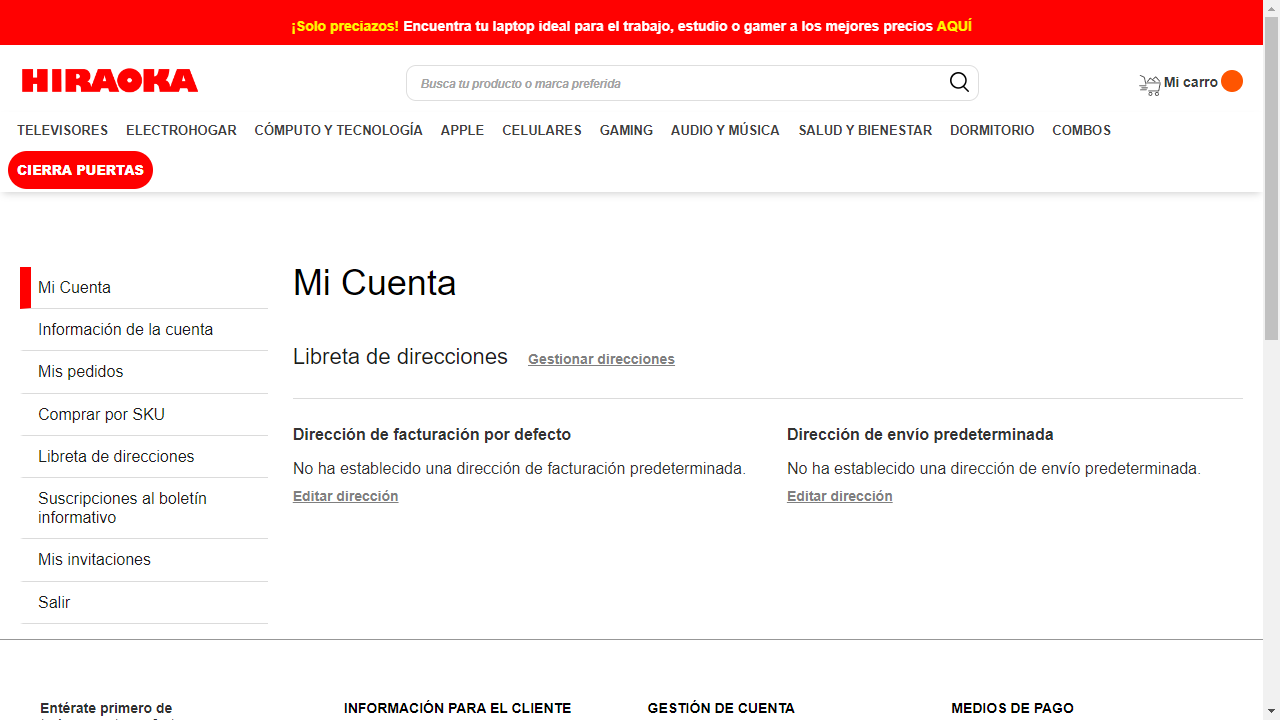 ¡Solo preciazos! Encuentra tu laptop ideal para el trabajo, estudio o gamer a los mejores precios AQUÍ
HIRAOKA
Busca tu producto o marca preferida
Mi carro
TELEVISORES ELECTROHOGAR CÓMPUTO Y TECNOLOGÍA APPLE CELULARES GAMING AUDIO Y MÚSICA SALUD Y BIENESTAR DORMITORIO COMBOS
CIERRA PUERTAS
Mi Cuenta
Información de la cuenta
Mis pedidos
Comprar por SKU
Libreta de direcciones
Suscripciones al boletín
informativo
Mis invitaciones
Salir
Mi Cuenta
Libreta de direcciones Gestionar direcciones
Dirección de facturación por defecto
No ha establecido una dirección de facturación predeterminada.
Editar dirección
Dirección de envío predeterminada
No ha establecido una dirección de envío predeterminada.
Editar dirección
Entérate primero de
INFORMACIÓN PARA EL CLIENTE
GESTIÓN DE CUENTA
MEDIOS DE PAGO